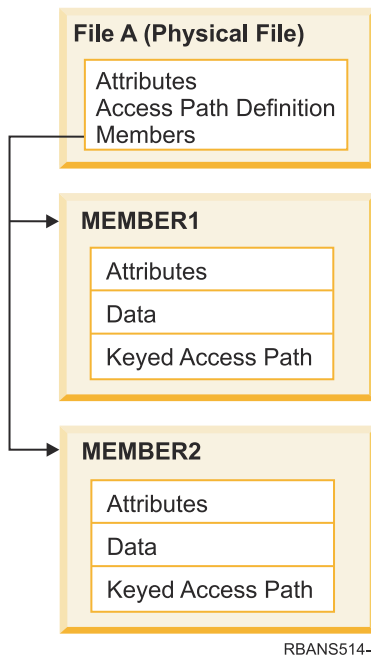 File A (Physical File)
Attributes
Access Path Definition
Members
MEMBER1
Attributes
Data
Keyed Access Path
MEMBER2
Attributes
Data
Keyed Access Path
RBANS514-